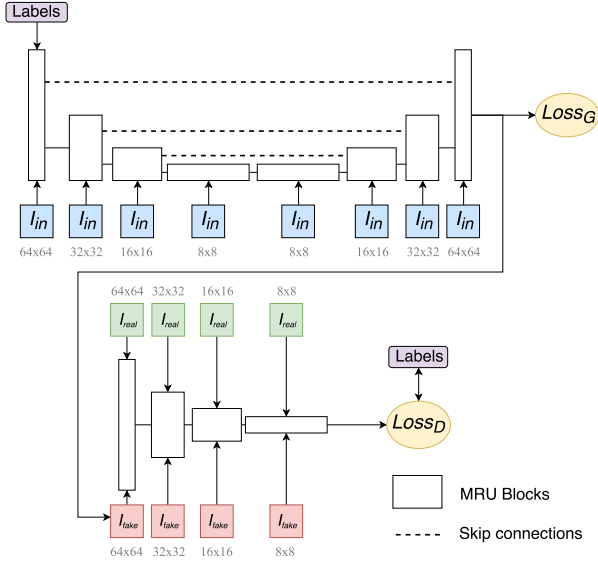 Labels
Loss_G
I_in I_in I_in I_in I_in I_in I_in I_in
64x64 32x32 16x16 8x8 8x8 16x16 32x32 64x64
64x64 32x32 16x16 8x8
I_real I_real I_real I_real
Labels
Loss_D
MRU Blocks
I_fake I_fake I_fake I_fake
Skip connections
64x64 32x32 16x16 8x8